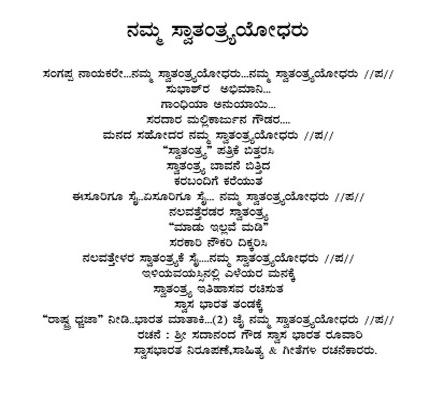 ನಮ್ಮ ಸ್ವಾತಂತ್ರ್ಯಯೋಧರು
ಸಂಗಪ್ಪ ನಾಯಕರೇ...ನಮ್ಮ ಸ್ವಾತಂತ್ರ್ಯಯೋಧರು...ನಮ್ಮ ಸ್ವಾತಂತ್ರ್ಯಯೋಧರು //ಪ//
ಸುಭಾಶ್‌ರ ಅಭಿಮಾನಿ...
ಗಾಂಧಿಯಾ ಅನುಯಾಯಿ...
ಸರದಾರ ಮಲ್ಲಿಕಾರ್ಜುನ ಗೌಡರ....
ಮನದ ಸಹೋದರ ನಮ್ಮ ಸ್ವಾತಂತ್ರ್ಯಯೋಧರು //ಪ//
“ಸ್ವಾತಂತ್ರ್ಯ” ಪತ್ರಿಕೆ ಬಿತ್ತರಸಿ
ಸ್ವಾತಂತ್ರ್ಯ ಬಾವನೆ ಬಿತ್ತಿದ
ಕರಬಂದಿಗೆ ಕರೆಯುತ
ಈಸೂರಿಗೂ ಸೈ..ಏಸೂರಿಗೂ ಸೈ... ನಮ್ಮ ಸ್ವಾತಂತ್ರ್ಯಯೋಧರು //ಪ//
ನಲವತ್ತೆರಡರ ಸ್ವಾತಂತ್ರ್ಯ
“ಮಾಡು ಇಲ್ಲವೆ ಮಡಿ”
ಸರಕಾರಿ ನೌಕರಿ ದಿಕ್ಕರಿಸಿ
ನಲವತ್ತೇಳರ ಸ್ವಾತಂತ್ರ್ಯಕೆ ಸೈ....ನಮ್ಮ ಸ್ವಾತಂತ್ರ್ಯಯೋಧರು //ಪ//
ಇಳಿಯವಯಸ್ಸಿನಲ್ಲಿ ಎಳೆಯರ ಮನಕ್ಕೆ
ಸ್ವಾತಂತ್ರ್ಯ ಇತಿಹಾಸವ ರಚಿಸುತ
ಸ್ವಾಸ ಭಾರತ ತಂಡಕ್ಕೆ
“ರಾಷ್ಟ್ರ ಧ್ವಜಾ” ನೀಡಿ..ಭಾರತ ಮಾತಾಕಿ...(2) ಜೈ ನಮ್ಮ ಸ್ವಾತಂತ್ರ್ಯಯೋಧರು //ಪ//
ರಚನೆ : ಶ್ರೀ ಸದಾನಂದ ಗೌಡ ಸ್ವಾಸ ಭಾರತ ರೂವಾರಿ
ಸ್ವಾಸಭಾರತ ನಿರೂಪಣೆ,ಸಾಹಿತ್ಯ & ಗೀತೆಗಳ ರಚನೆಕಾರರು.